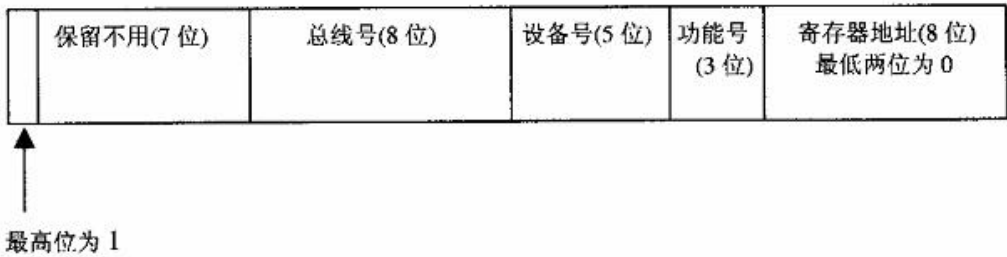 保留不用(7 位)
总线号(8 位)
设备号(5 位)
功能号
(3 位)
寄存器地址(8 位)
最低两位为 0
最高位为 1